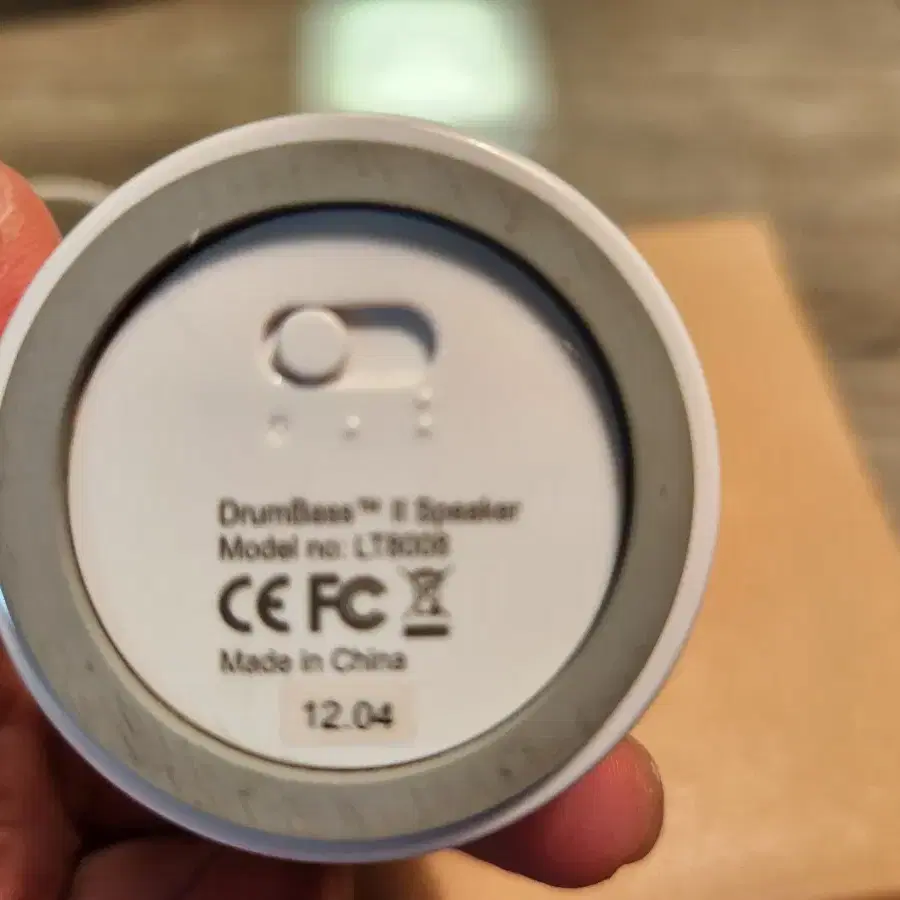 DrumBass™ II Speaker
Model no: LT8008
CE FC
Made in China
12.04